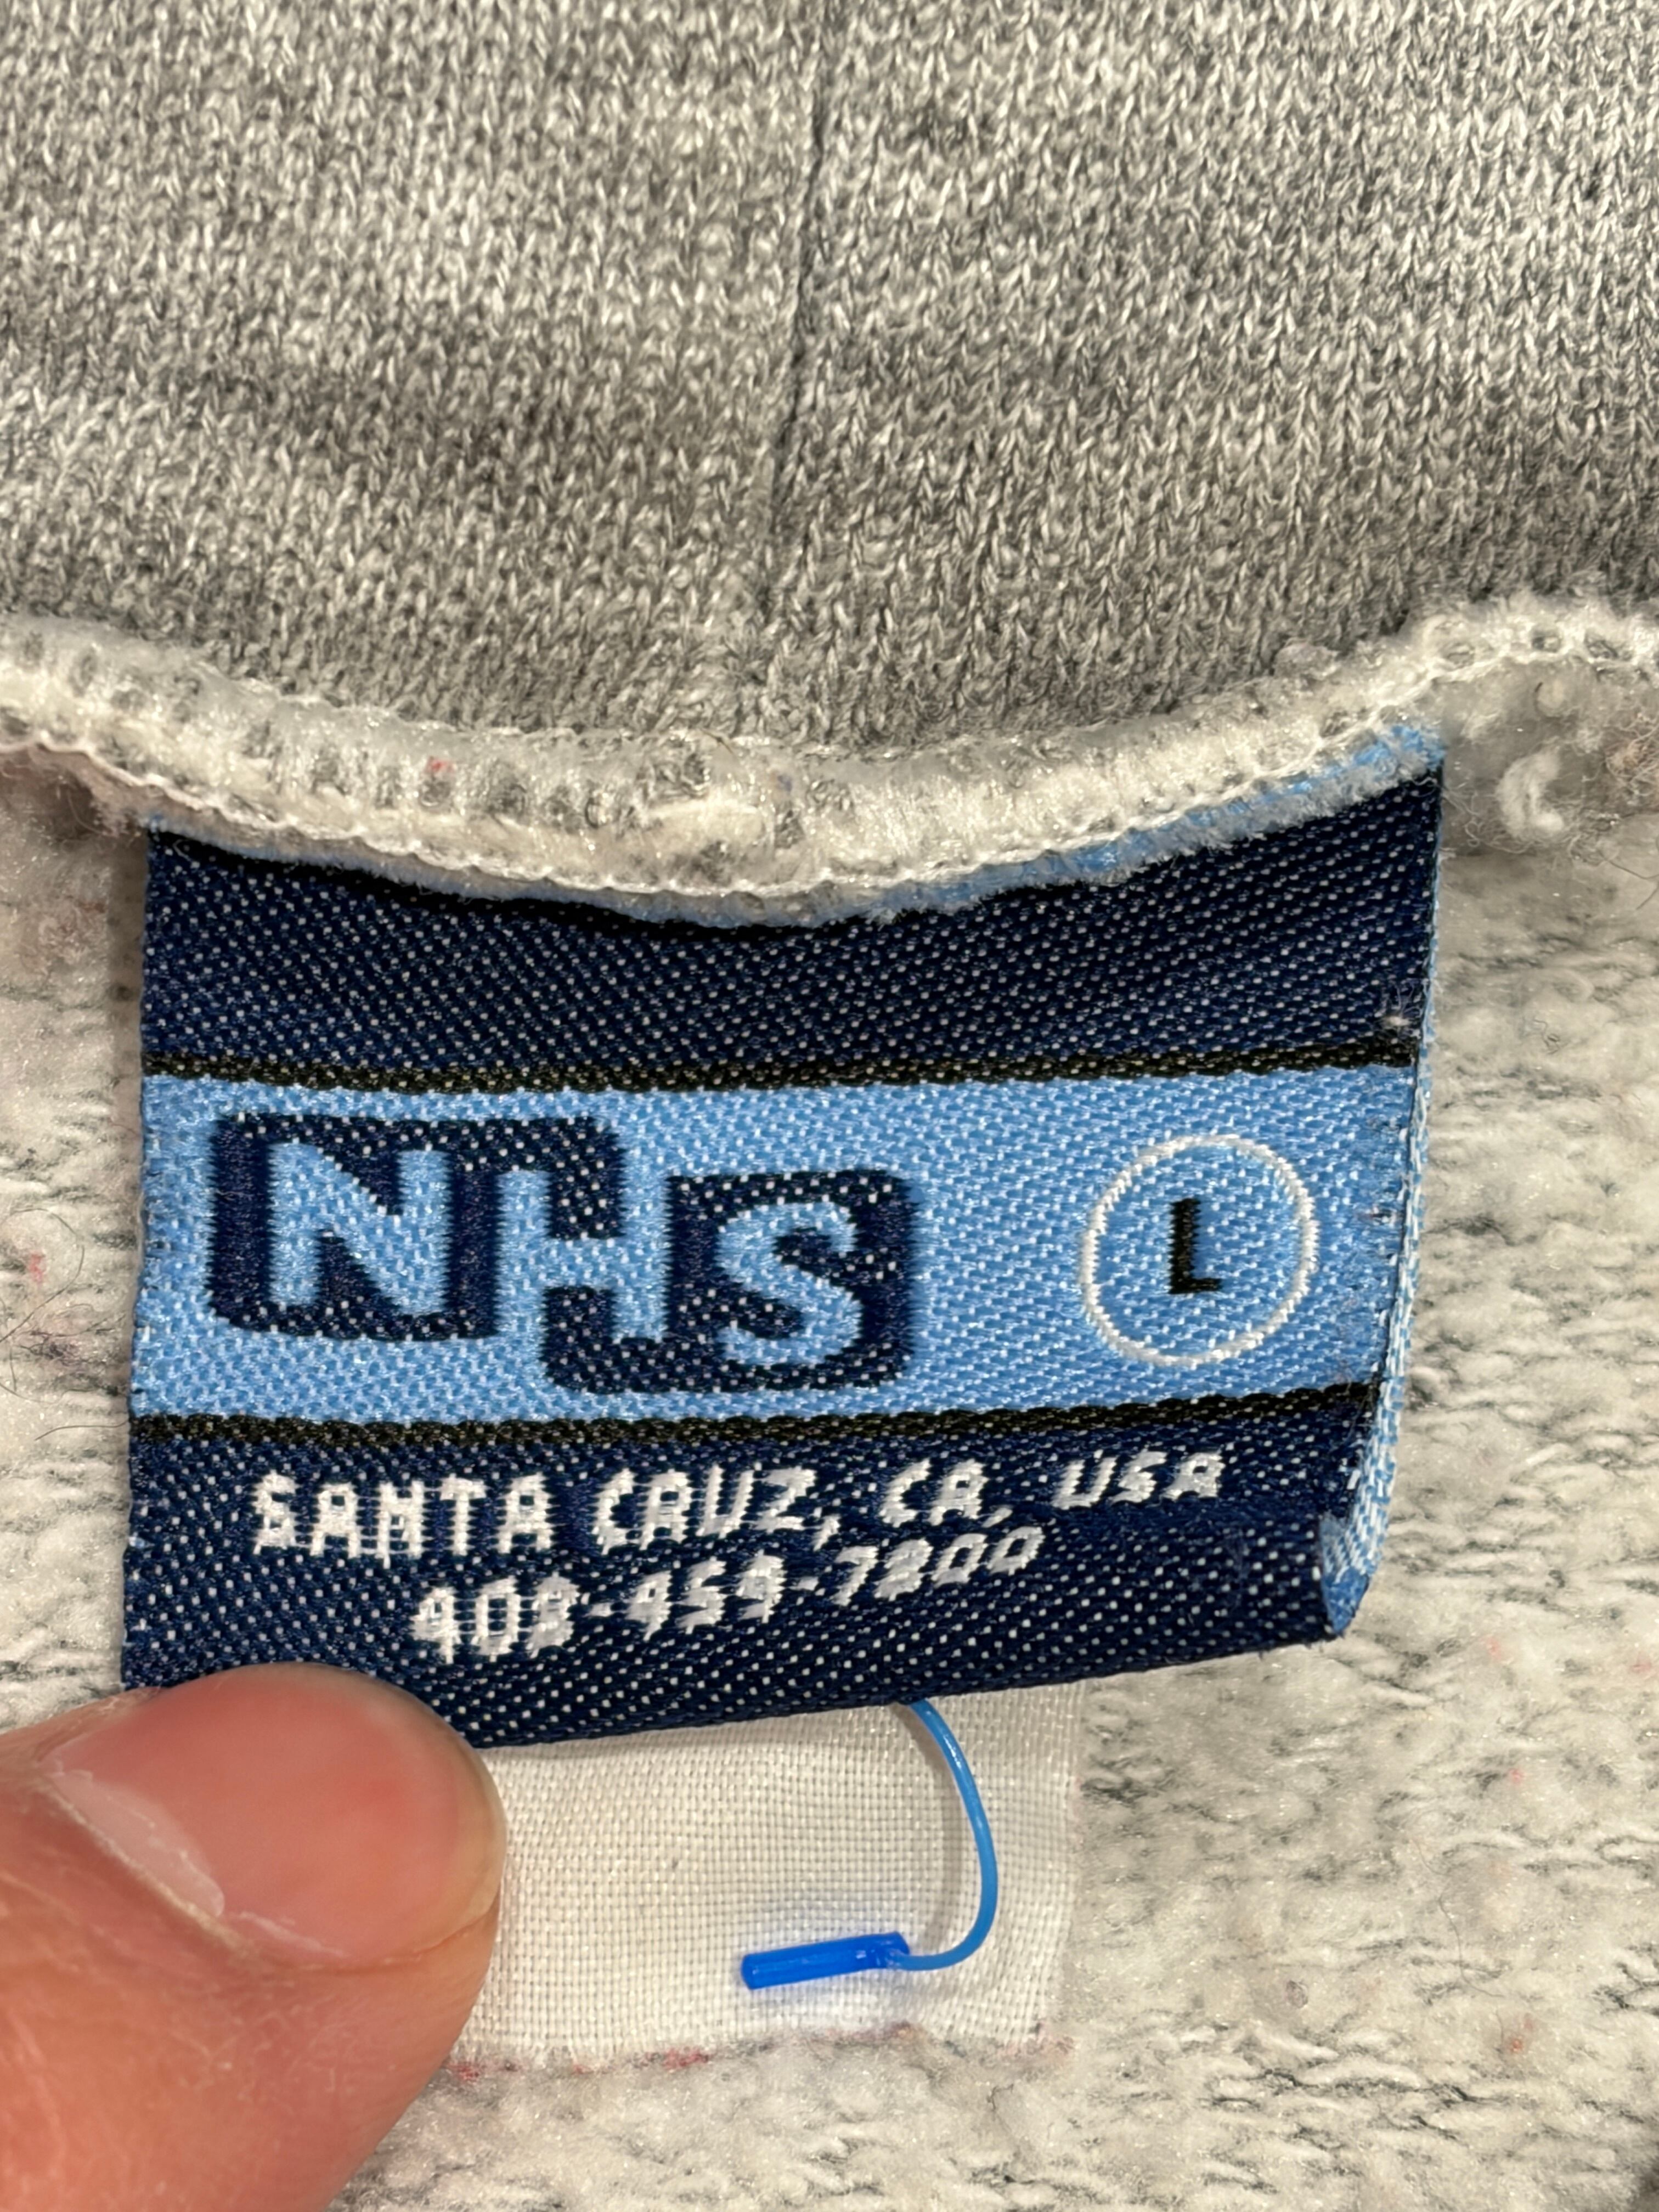 NHS
L
SANTA CRUZ, CA, USA
408-459-7800